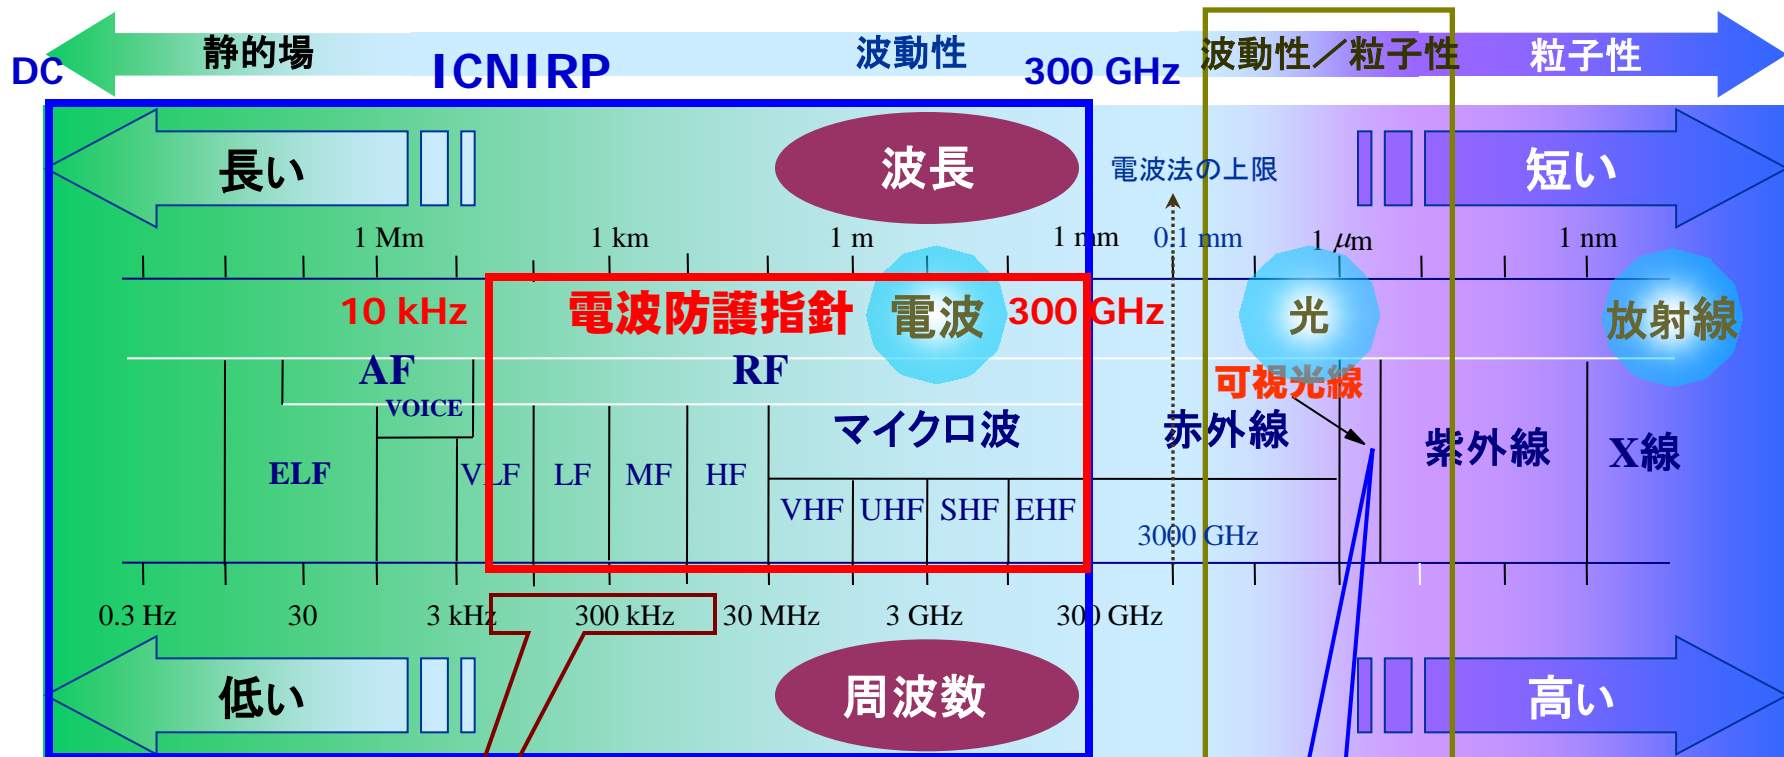 静的場
波動性
波動性／粒子性
粒子性
DC
ICNIRP
300 GHz
長い
波長
電波法の上限
短い
1 Mm
1 km
1 m
1 mm
0.1 mm
1 μm
1 nm
10 kHz
電波防護指針
電波
300 GHz
光
放射線
AF
RF
可視光線
VOICE
マイクロ波
赤外線
紫外線
X線
ELF
VLF
LF
MF
HF
VHF
UHF
SHF
EHF
3000 GHz
0.3 Hz
30
3 kHz
300 kHz
30 MHz
3 GHz
300 GHz
低い
周波数
高い